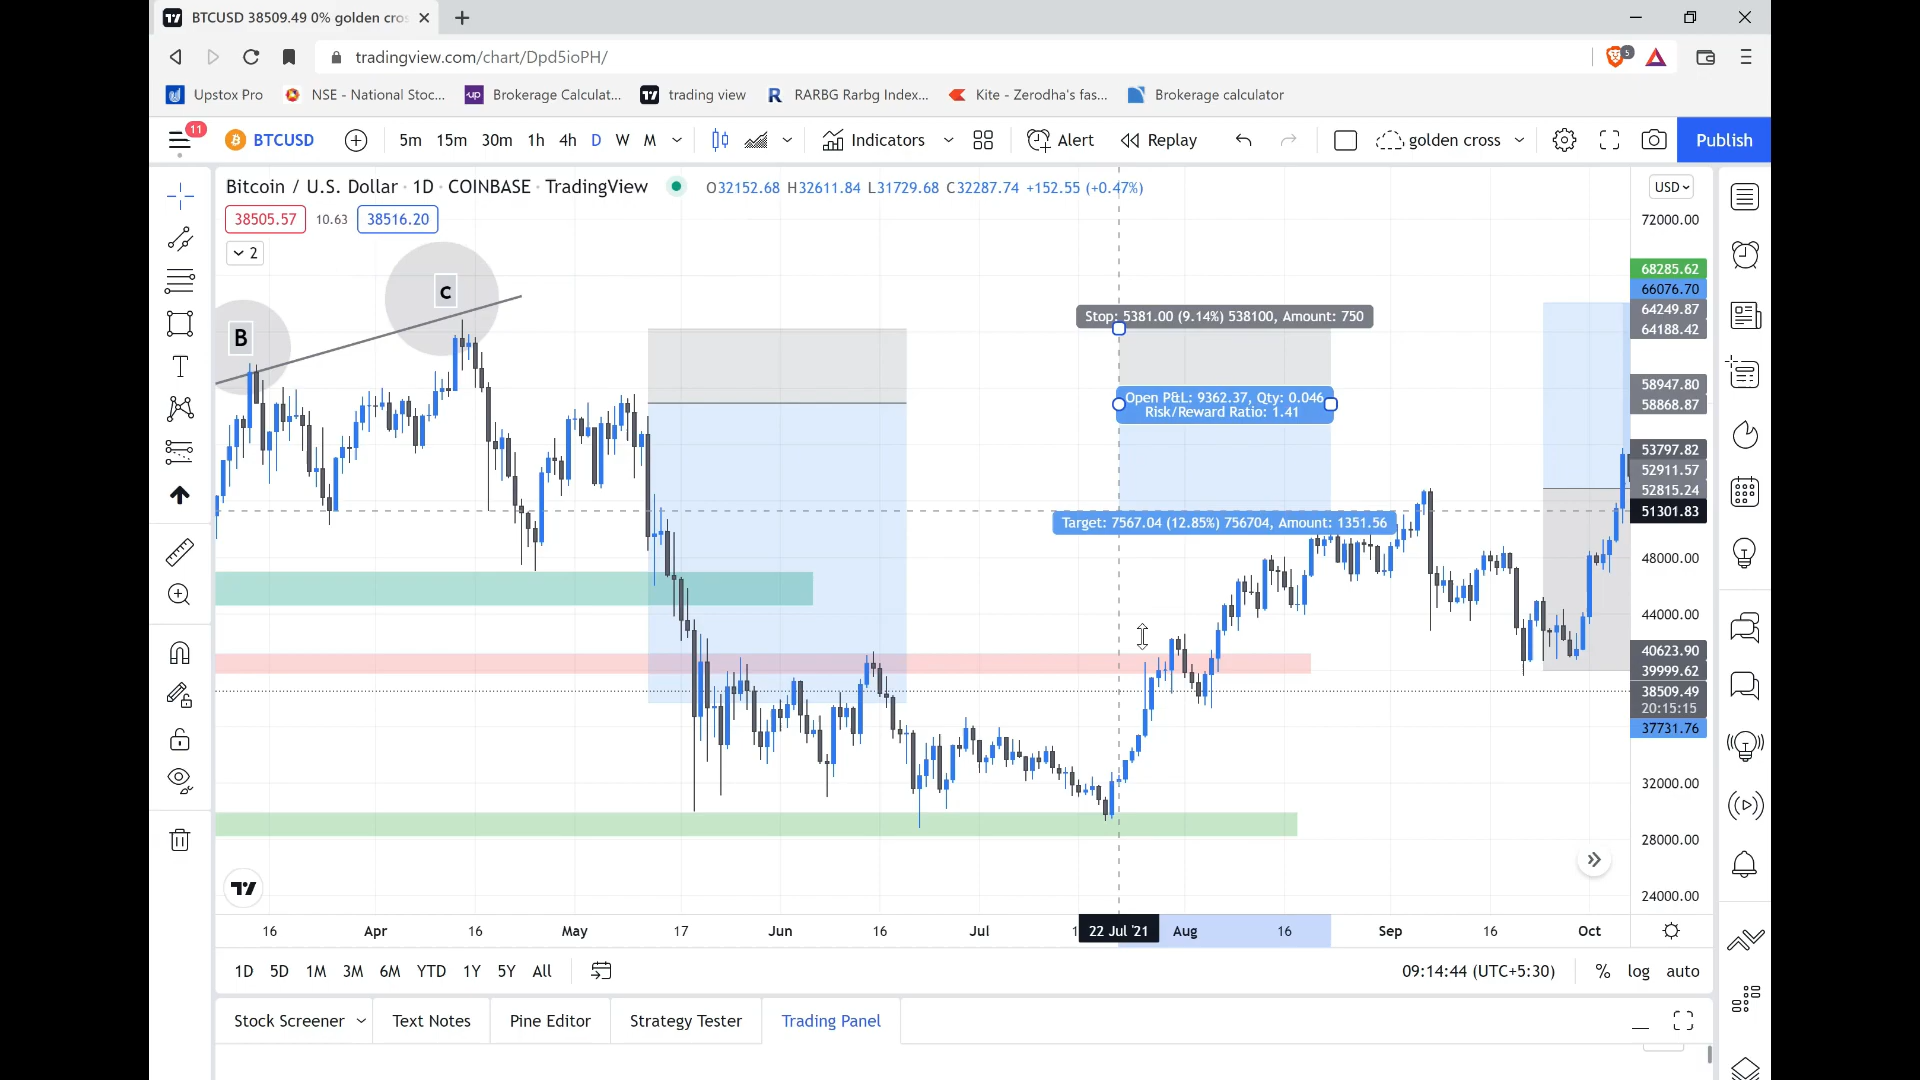 BTCUSD 38509.49 0% golden cros
tradingview.com/chart/Dpd5ioPH/
5
Upstox Pro
NSE - National Stoc...
up
Brokerage Calculat...
trading view
R
RARBG Rarbg Index...
Kite - Zerodha's fas...
Brokerage calculator
11
BTCUSD
5m 15m 30m 1h 4h D W M
Indicators
Alert
Replay
golden cross
Publish
Bitcoin / U.S. Dollar · 1D · COINBASE · TradingView
O32152.68 H32611.84 L31729.68 C32287.74 +152.55 (+0.47%)
USD
38505.57 10.63 38516.20
2
72000.00
68285.62
66076.70
64249.87
64188.42
58947.80
58868.87
53797.82
52911.57
52815.24
51301.83
48000.00
44000.00
40623.90
39999.62
38509.49
20:15:15
37731.76
32000.00
28000.00
24000.00
B
C
Stop: 5381.00 (9.14%) 538100, Amount: 750
Open P&L: 9362.37, Qty: 0.046
Risk/Reward Ratio: 1.41
Target: 7567.04 (12.85%) 756704, Amount: 1351.56
16 Apr 16 May 17 Jun 16 Jul 1 22 Jul '21 Aug 16 Sep 16 Oct
1D 5D 1M 3M 6M YTD 1Y 5Y All
09:14:44 (UTC+5:30)
% log auto
Stock Screener
Text Notes
Pine Editor
Strategy Tester
Trading Panel